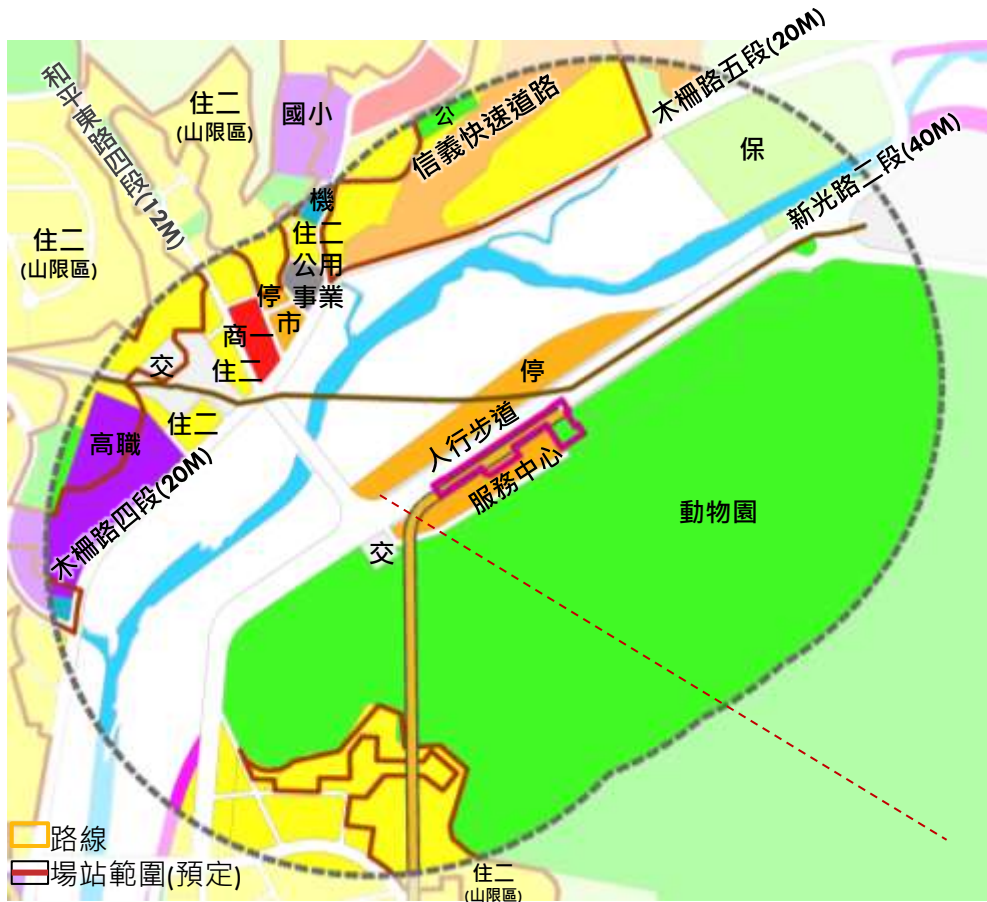 木柵路五段(20M)
和平東路四段(12M)
住二
(山限區)
國小
公
信義快速道路
保
新光路二段(40M)
機
住二
公用
事業
住二
(山限區)
停
市
商一
住二
交
停
住二
高職
人行步道
服務中心
木柵路四段(20M)
動物園
交
路線
場站範圍(預定)
住二
(山限區)